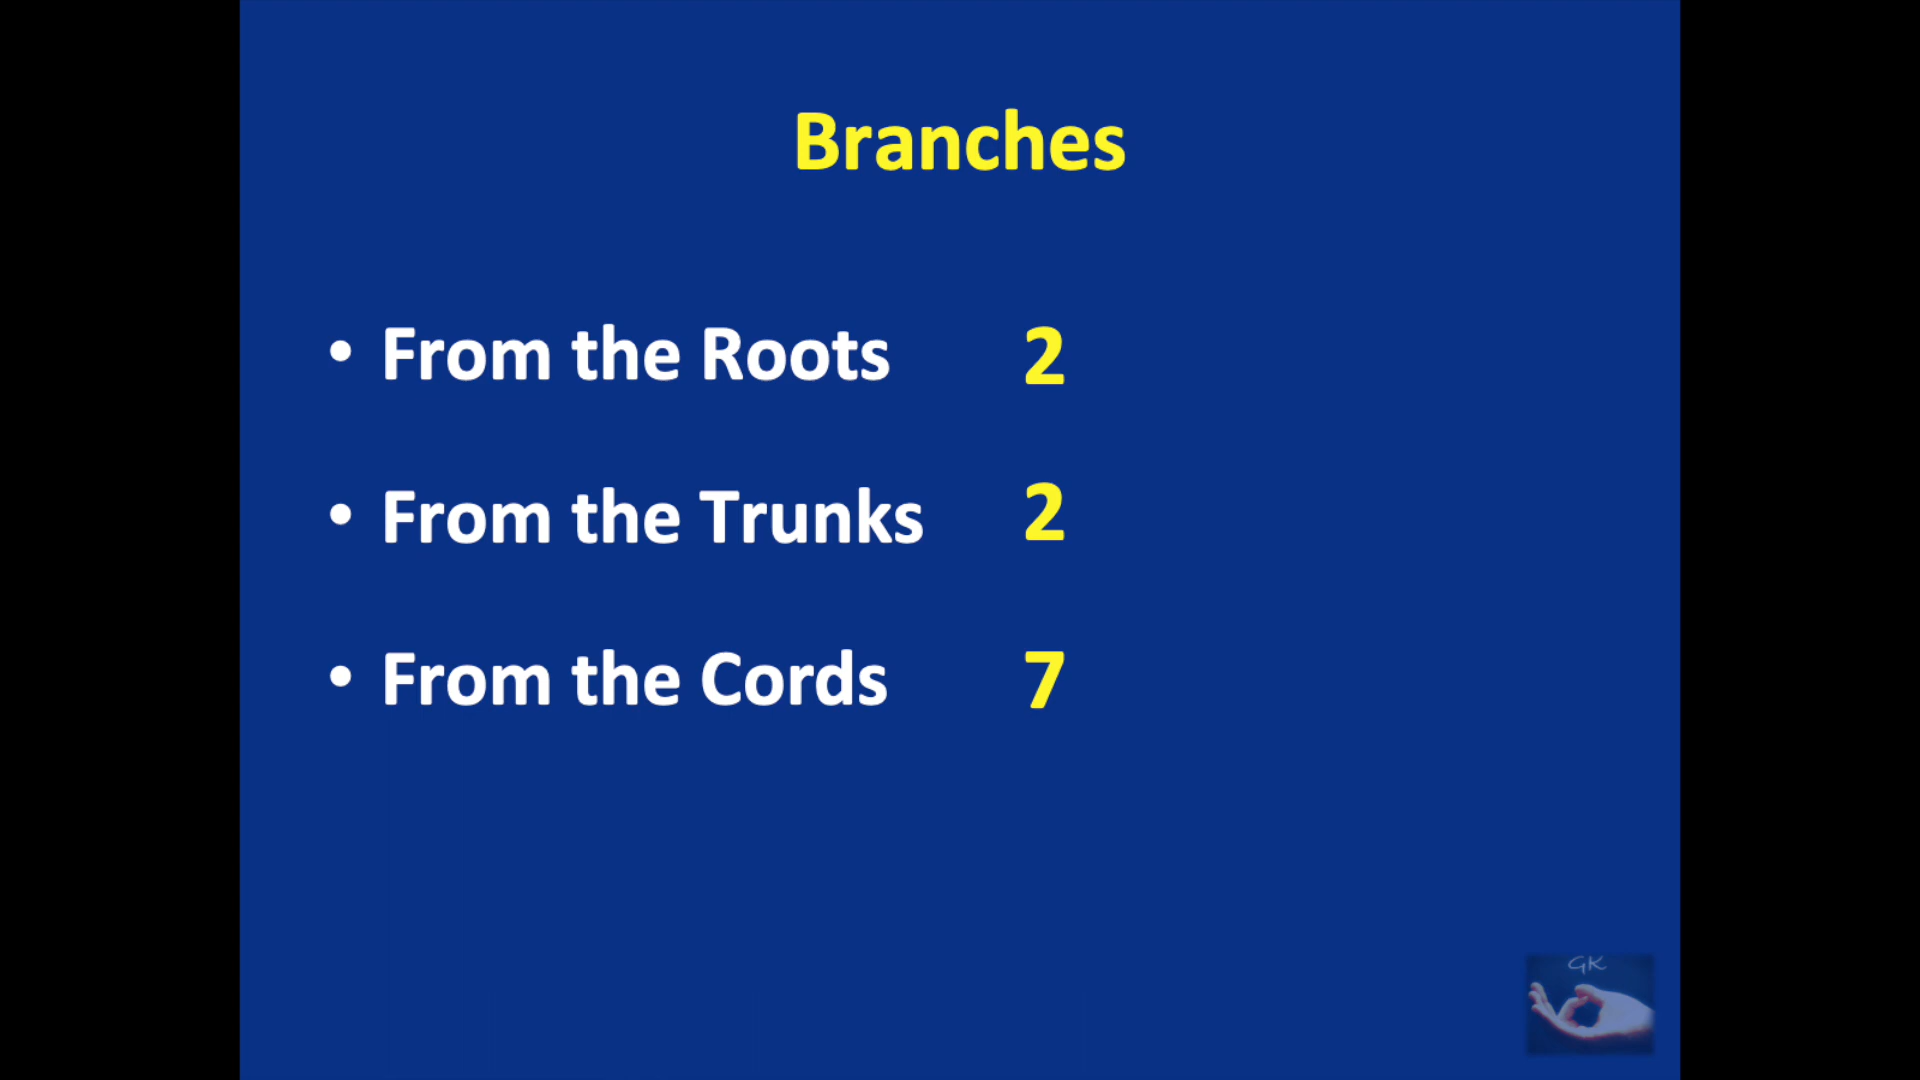 Branches
• From the Roots 2
• From the Trunks 2
• From the Cords 7
GK